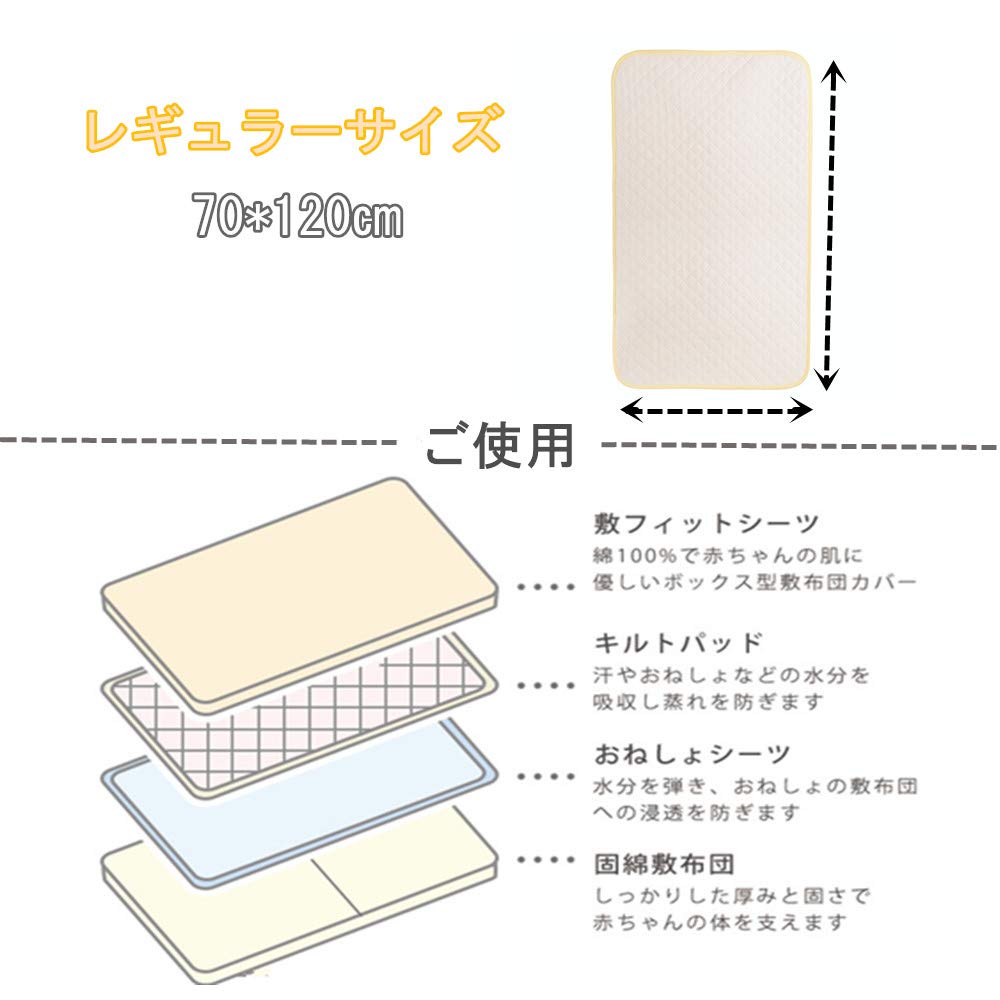 レギュラーサイズ
70*120cm
ご使用
敷フィットシーツ
綿100%で赤ちゃんの肌に
優しいボックス型敷布団カバー
キルトパッド
汗やおねしょなどの水分を
吸収し蒸れを防ぎます
おねしょシーツ
水分を弾き、おねしょの敷布団
への浸透を防ぎます
固綿敷布団
しっかりした厚みと固さで
赤ちゃんの体を支えます